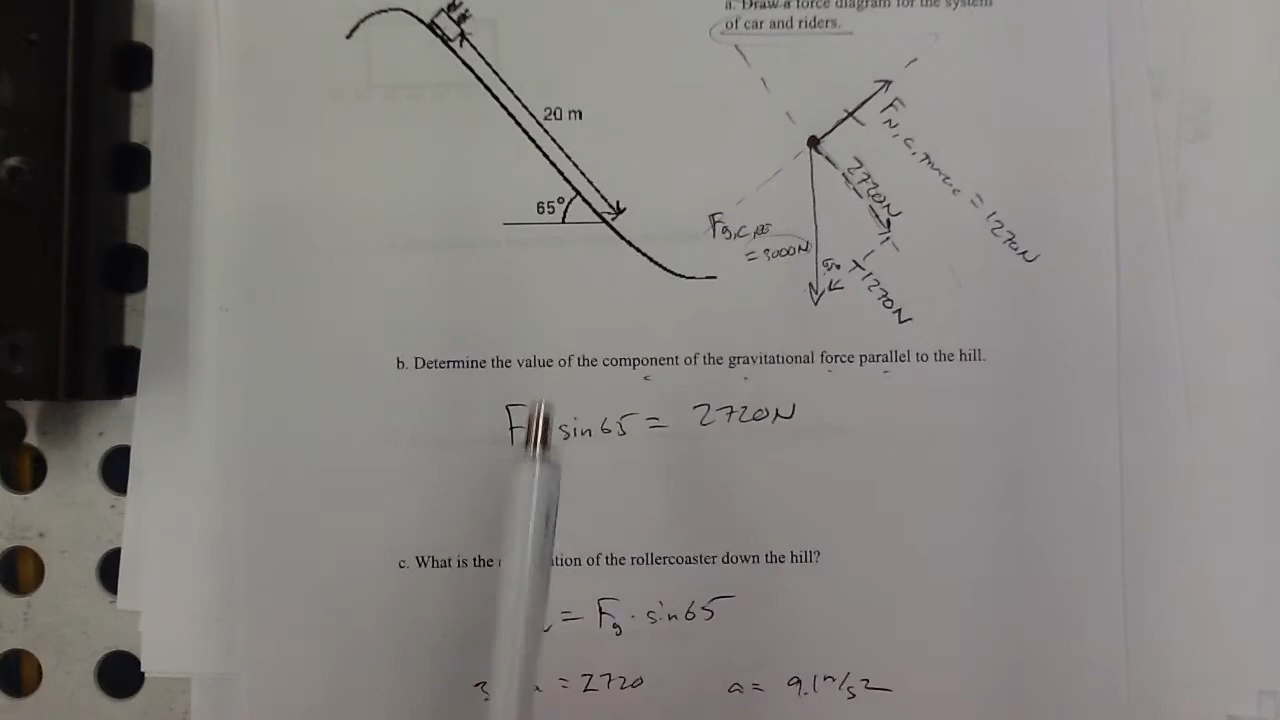 a. Draw a force diagram for the system
of car and riders.
20 m
65°
2720N
= 1270N
= 3000N
1270N
b. Determine the value of the component of the gravitational force parallel to the hill.
F sin 65 = 2720N
c. What is the of the rollercoaster down the hill?
= Fg · sin 65
= 2720 a = 9.1 m/s2